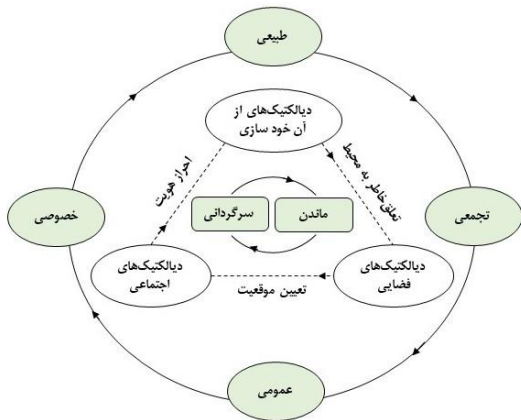 طبیعی
دیالکتیک‌های از
آن خود سازی
احراز هویت
تعلق‌خاطر به محیط
خصوصی
سرگردانی
ماندن
تجمعی
دیالکتیک‌های
اجتماعی
تعیین موقعیت
دیالکتیک‌های
فضایی
عمومی